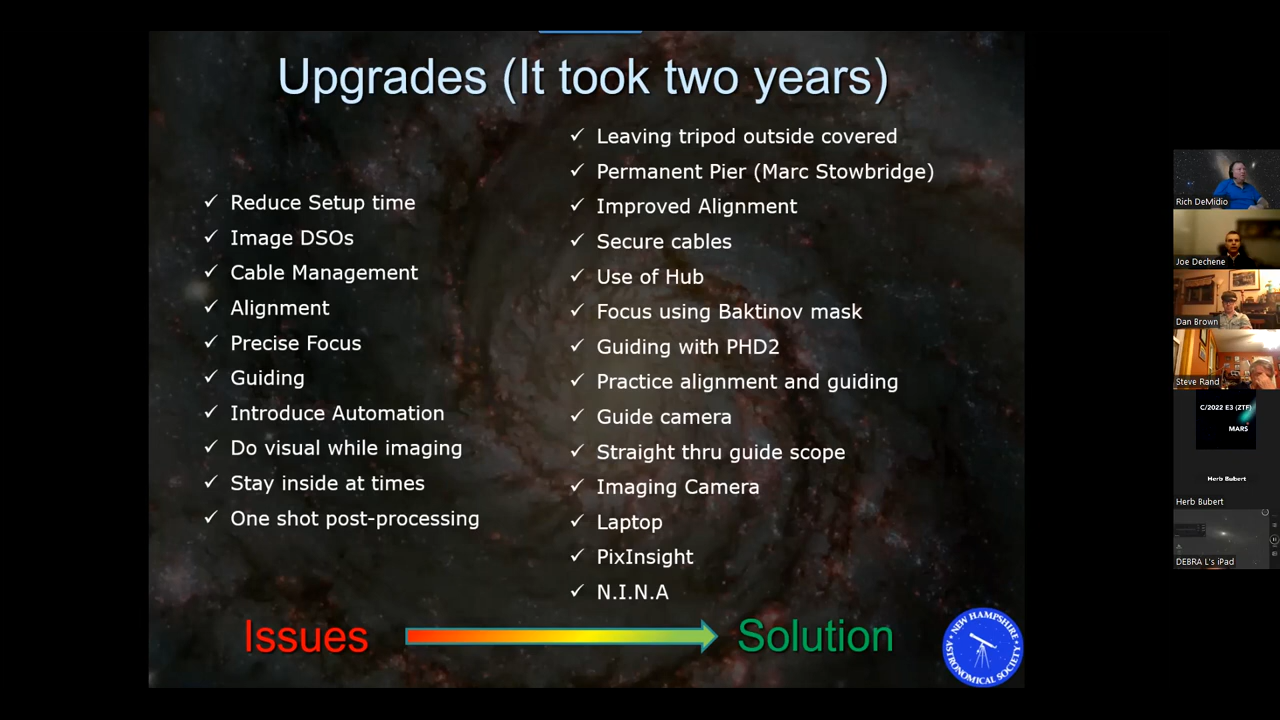 Upgrades (It took two years)
✓ Reduce Setup time
✓ Image DSOs
✓ Cable Management
✓ Alignment
✓ Precise Focus
✓ Guiding
✓ Introduce Automation
✓ Do visual while imaging
✓ Stay inside at times
✓ One shot post-processing
✓ Leaving tripod outside covered
✓ Permanent Pier (Marc Stowbridge)
✓ Improved Alignment
✓ Secure cables
✓ Use of Hub
✓ Focus using Baktinov mask
✓ Guiding with PHD2
✓ Practice alignment and guiding
✓ Guide camera
✓ Straight thru guide scope
✓ Imaging Camera
✓ Laptop
✓ PixInsight
✓ N.I.N.A
Issues
Solution
NEW HAMPSHIRE
ASTRONOMICAL SOCIETY
Rich DeMidio
Joe Dechene
Dan Brown
Steve Rand
C/2022 E3 (ZTF)
MARS
Herb Bubert
Herb Bubert
DEBRA L's iPad